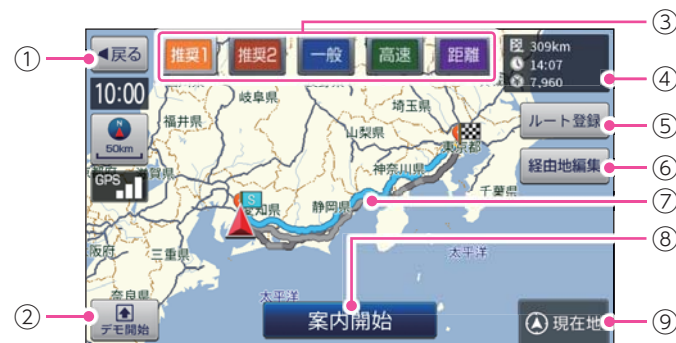 ③
① ◀戻る 推奨1 推奨2 一般 高速 距離 309km
14:07
7,960 ④
10:00
岐阜県 埼玉県
福井県 ルート登録 ⑤
N
50km
山梨県
東京都
経由地編集 ⑥
GPS
賀県 神奈川県
千葉県
S
愛知県 静岡県 ⑦
阪府 三重県 太平洋 ⑧
奈良県 太平洋
② デモ開始 案内開始 現在地 ⑨